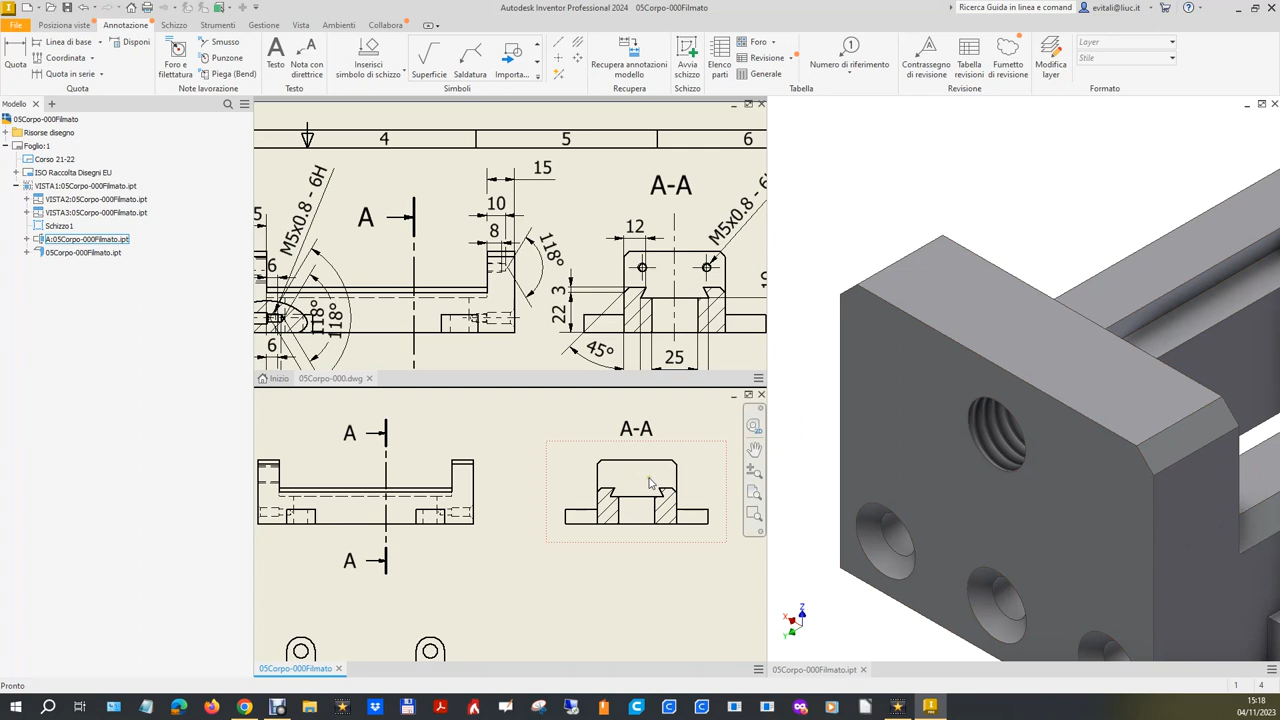 Autodesk Inventor Professional 2024   05Corpo-000Filmato
Ricerca Guida in linea e comand
evitali@liuc.it
File
Posiziona viste
Annotazione
Schizzo
Strumenti
Gestione
Vista
Ambienti
Collabora
Quota
Linea di base
Coordinata
Quota in serie
Disponi
Quota
Foro e
filettatura
Smusso
Punzone
Piega (Bend)
Note lavorazione
Testo
Nota con
direttrice
Testo
Inserisci
simbolo di schizzo
Superficie
Saldatura
Importa...
Simboli
Recupera annotazioni
modello
Recupera
Avvia
schizzo
Schizzo
Elenco
parti
Foro
Revisione
Generale
Numero di riferimento
Tabella
Contrassegno
di revisione
Tabella
revisioni
Fumetto
di revisione
Revisione
Modifica
layer
Layer
Stile
Formato
Modello
05Corpo-000Filmato
Risorse disegno
Foglio:1
Corso 21-22
ISO Raccolta Disegni EU
VISTA1:05Corpo-000Filmato.ipt
VISTA2:05Corpo-000Filmato.ipt
VISTA3:05Corpo-000Filmato.ipt
Schizzo1
A:05Corpo-000Filmato.ipt
05Corpo-000Filmato.ipt
4
5
6
15
10
8
A
A-A
M5x0.8 - 6H
M5x0.8 - 6
5
6
118°
12
118°
118°
3
22
6
45°
25
Inizio
05Corpo-000.dwg
A
A-A
A
05Corpo-000Filmato
05Corpo-000Filmato.ipt
X
Y
Z
Pronto
1
4
15:18
04/11/2023